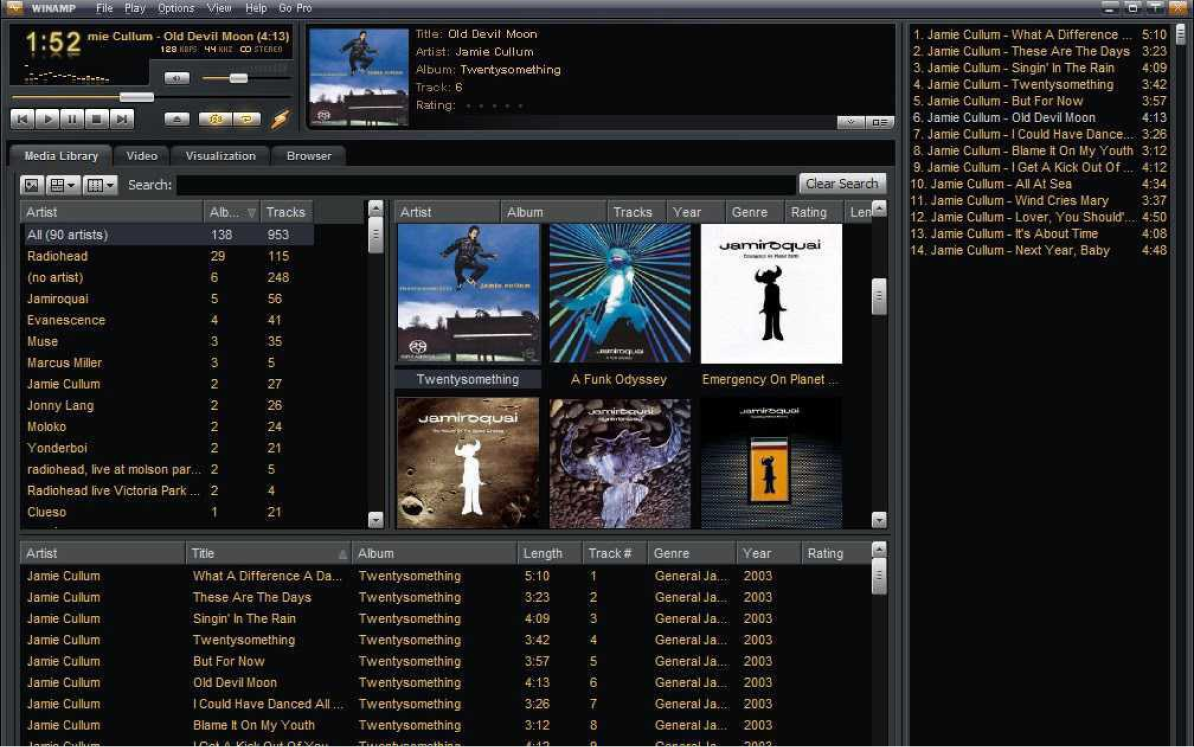 WINAMP File Play Options View Help Go Pro
1:52 mie Cullum - Old Devil Moon (4:13)
128 KBPS 44 KHZ STEREO
Title: Old Devil Moon
Artist: Jamie Cullum
Album: Twentysomething
Track: 6
Rating:
Media Library Video Visualization Browser
Search: Clear Search
Artist Alb... Tracks
All (90 artists) 138 953
Radiohead 29 115
(no artist) 6 248
Jamiroquai 5 56
Evanescence 4 41
Muse 3 35
Marcus Miller 3 5
Jamie Cullum 2 27
Jonny Lang 2 26
Moloko 2 24
Yonderboi 2 21
radiohead, live at molson par... 2 5
Radiohead live Victoria Park ... 2 4
Clueso 1 21
Artist Album Tracks Year Genre Rating Len
jamie cullum
Jamiroquai
Jamiroquai
Emergency On Planet Earth
Twentysomething A Funk Odyssey Emergency On Planet ...
Jamiroquai
Jamiroquai
Jamiroquai
Artist Title Album Length Track # Genre Year Rating
Jamie Cullum What A Difference A Da... Twentysomething 5:10 1 General Ja... 2003
Jamie Cullum These Are The Days Twentysomething 3:23 2 General Ja... 2003
Jamie Cullum Singin' In The Rain Twentysomething 4:09 3 General Ja... 2003
Jamie Cullum Twentysomething Twentysomething 3:42 4 General Ja... 2003
Jamie Cullum But For Now Twentysomething 3:57 5 General Ja... 2003
Jamie Cullum Old Devil Moon Twentysomething 4:13 6 General Ja... 2003
Jamie Cullum I Could Have Danced All ... Twentysomething 3:26 7 General Ja... 2003
Jamie Cullum Blame It On My Youth Twentysomething 3:12 8 General Ja... 2003
Jamie Cullum I Get A Kick Out Of You Twentysomething 4:12 9 General Ja... 2003
1. Jamie Cullum - What A Difference ... 5:10
2. Jamie Cullum - These Are The Days 3:23
3. Jamie Cullum - Singin' In The Rain 4:09
4. Jamie Cullum - Twentysomething 3:42
5. Jamie Cullum - But For Now 3:57
6. Jamie Cullum - Old Devil Moon 4:13
7. Jamie Cullum - I Could Have Dance... 3:26
8. Jamie Cullum - Blame It On My Youth 3:12
9. Jamie Cullum - I Get A Kick Out Of ... 4:12
10. Jamie Cullum - All At Sea 4:34
11. Jamie Cullum - Wind Cries Mary 3:37
12. Jamie Cullum - Lover, You Should'... 4:50
13. Jamie Cullum - It's About Time 4:08
14. Jamie Cullum - Next Year, Baby 4:48